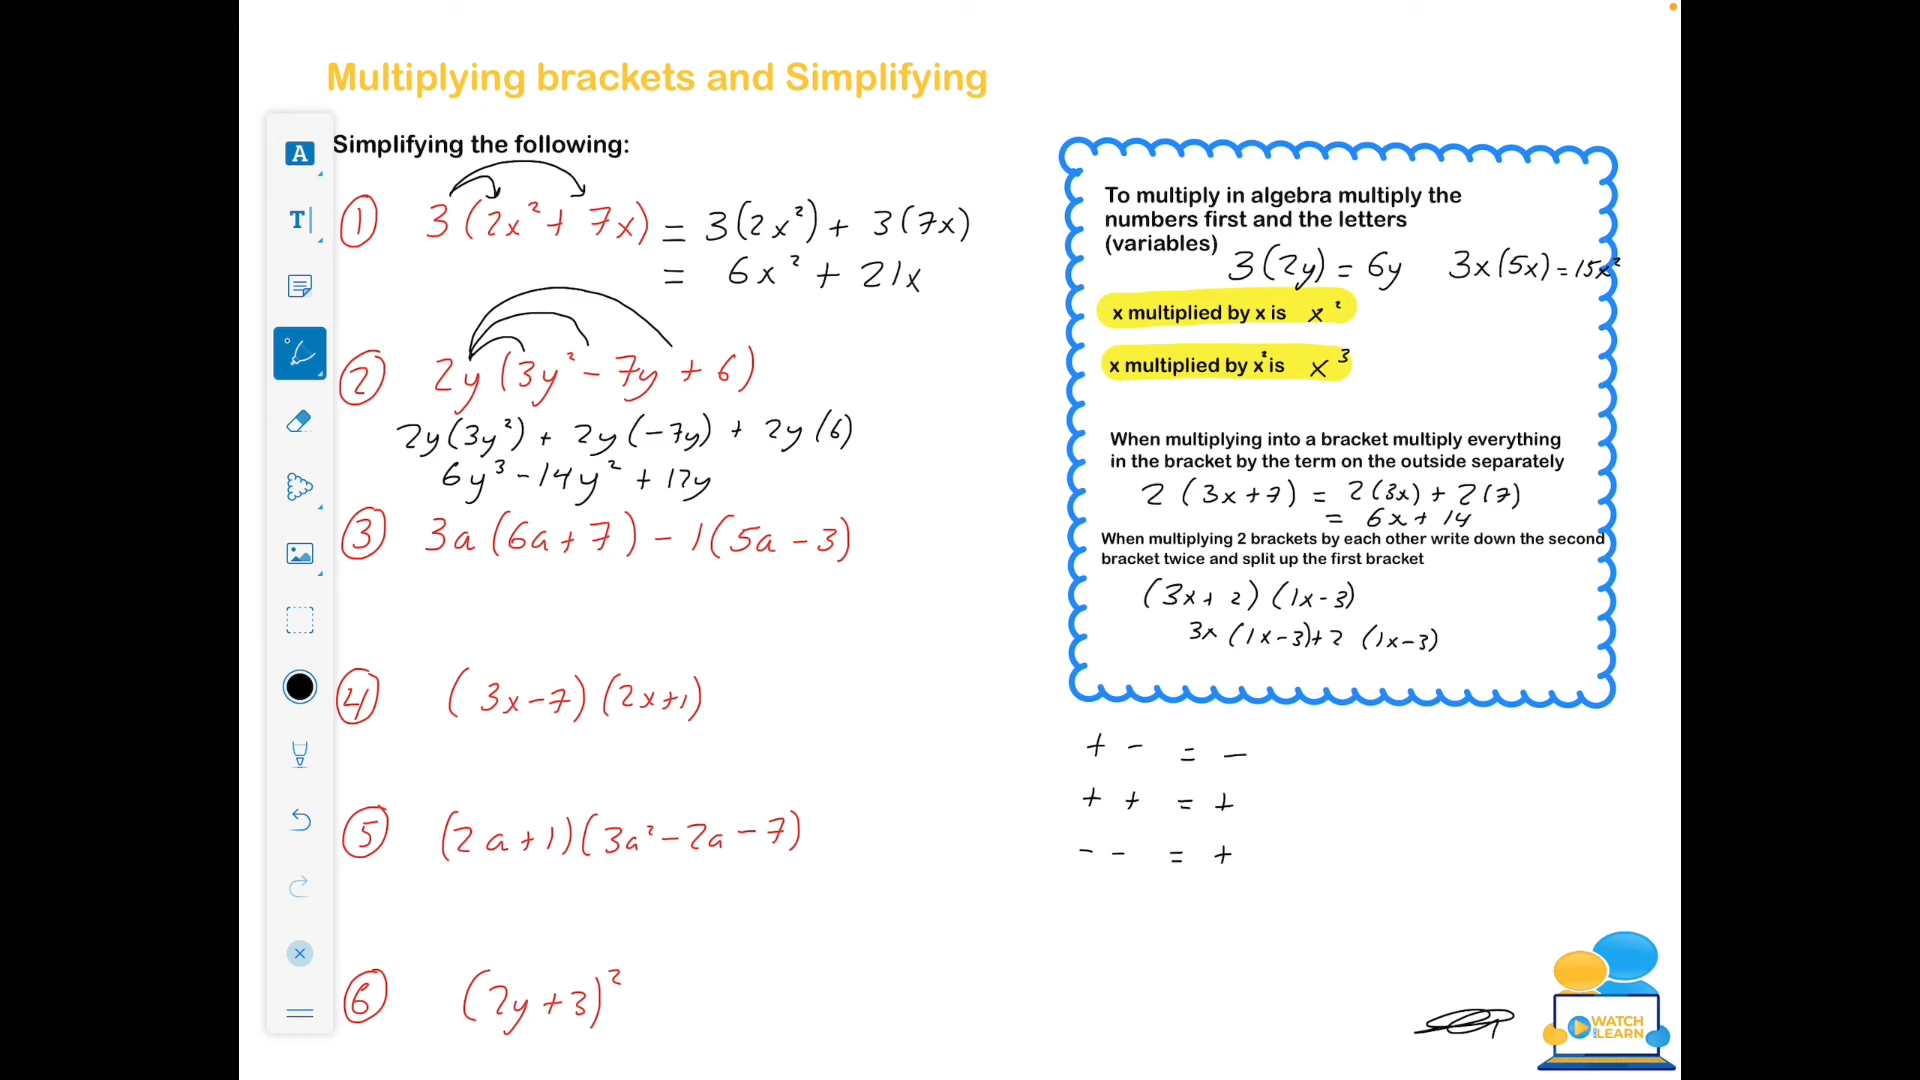 Multiplying brackets and Simplifying
A
Simplifying the following:
T
① 3(2x² + 7x) = 3(2x²) + 3(7x)
= 6x² + 21x
② 2y(3y² - 7y + 6)
2y(3y²) + 2y(-7y) + 2y(6)
6y³ - 14y² + 12y
③ 3a(6a + 7) - 1(5a - 3)
④ (3x - 7)(2x + 1)
⑤ (2a + 1)(3a² - 2a - 7)
⑥ (2y + 3)²
To multiply in algebra multiply the
numbers first and the letters
(variables) 3(2y) = 6y 3x(5x) = 15x²
x multiplied by x is x²
x multiplied by x² is x³
When multiplying into a bracket multiply everything
in the bracket by the term on the outside separately
2(3x + 7) = 2(3x) + 2(7)
= 6x + 14
When multiplying 2 brackets by each other write down the second
bracket twice and split up the first bracket
(3x + 2)(1x - 3)
3x(1x - 3) + 2(1x - 3)
+ - = -
+ + = +
- - = +
WATCH
LEARN